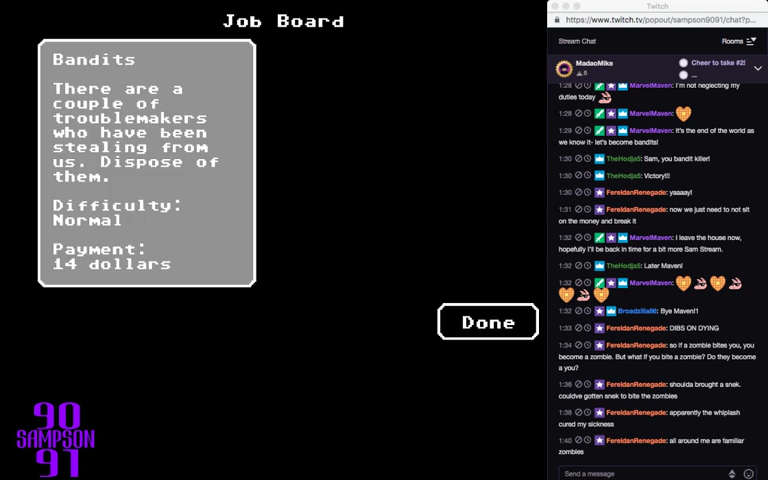 Job Board
Bandits
There are a
couple of
troublemakers
who have been
stealing from
us. Dispose of
them.
Difficulty:
Normal
Payment:
14 dollars
Done
90
SAMPSON
91
Twitch
https://www.twitch.tv/popout/sampson9091/chat?p...
Stream Chat
Rooms
MadaoMike
6
Cheer to take #2!
...
1:28 MarvelMaven: I'm not neglecting my
duties today
1:28 MarvelMaven:
1:29 MarvelMaven: It's the end of the world as
we know it- let's become bandits!
1:30 TheHodja5: Sam, you bandit killer!
1:30 TheHodja5: Victory!!!
1:30 FereldanRenegade: yaaaay!
1:31 FereldanRenegade: now we just need to not sit
on the money and break it
1:32 MarvelMaven: I leave the house now,
hopefully I'll be back in time for a bit more Sam Stream.
1:32 TheHodja5: Later Maven!
1:32 MarvelMaven:
1:32 Broadzilla86: Bye Maven!1
1:33 FereldanRenegade: DIBS ON DYING
1:34 FereldanRenegade: so if a zombie bites you, you
become a zombie. But what if you bite a zombie? Do they become
a you?
1:36 FereldanRenegade: shoulda brought a snek.
couldve gotten snek to bite the zombies
1:38 FereldanRenegade: apparently the whiplash
cured my sickness
1:40 FereldanRenegade: all around me are familiar
zombies
Send a message